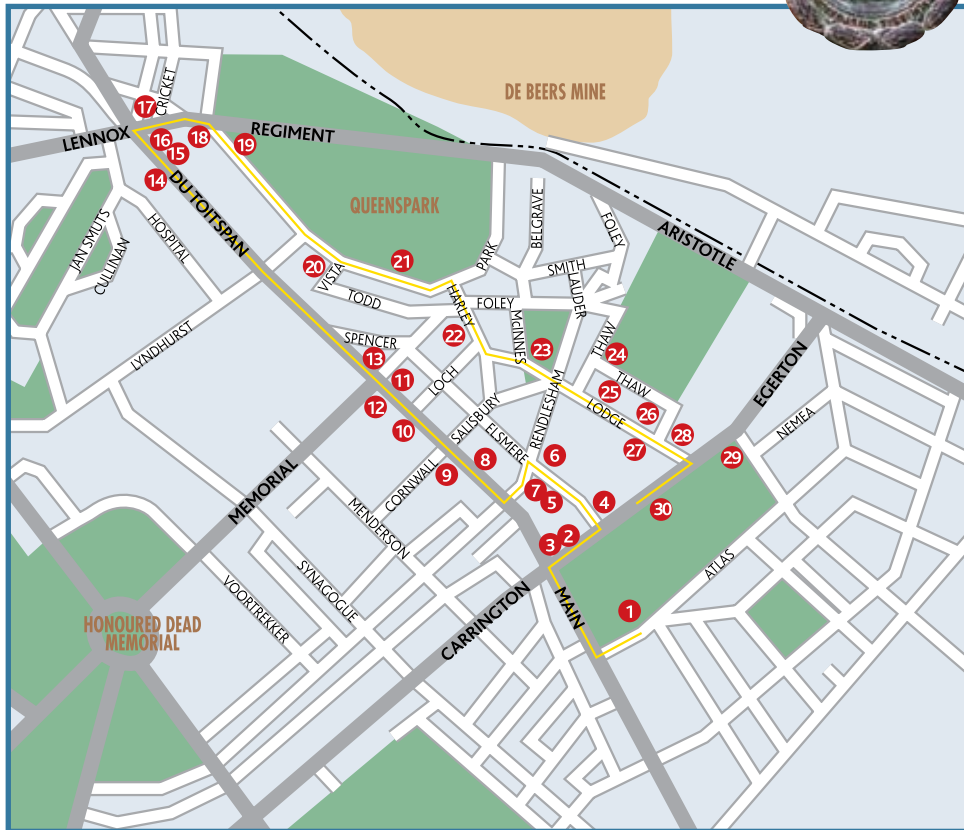 DE BEERS MINE
CRICKET
17
LENNOX
REGIMENT
16
18
19
15
14
DU TOITSPAN
QUEENSPARK
JAN SMUTS
CULLINAN
HOSPITAL
BELGRAVE
FOLEY
ARISTOTLE
PARK
20
VISTA
21
SMITH
LAUDER
TODD
HARLEY
FOLEY
McINNES
LYNDHURST
SPENCER
22
23
THAW
24
13
11
LOCH
THAW
EGERTON
12
10
SALISBURY
RENDLESHAM
25
LODGE
26
NEMEA
ELSMERE
27
28
29
MEMORIAL
8
6
9
CORNWALL
7
5
4
30
MENDERSON
3
2
SYNAGOGUE
ATLAS
VOORTREKKER
MAIN
1
CARRINGTON
HONOURED DEAD
MEMORIAL